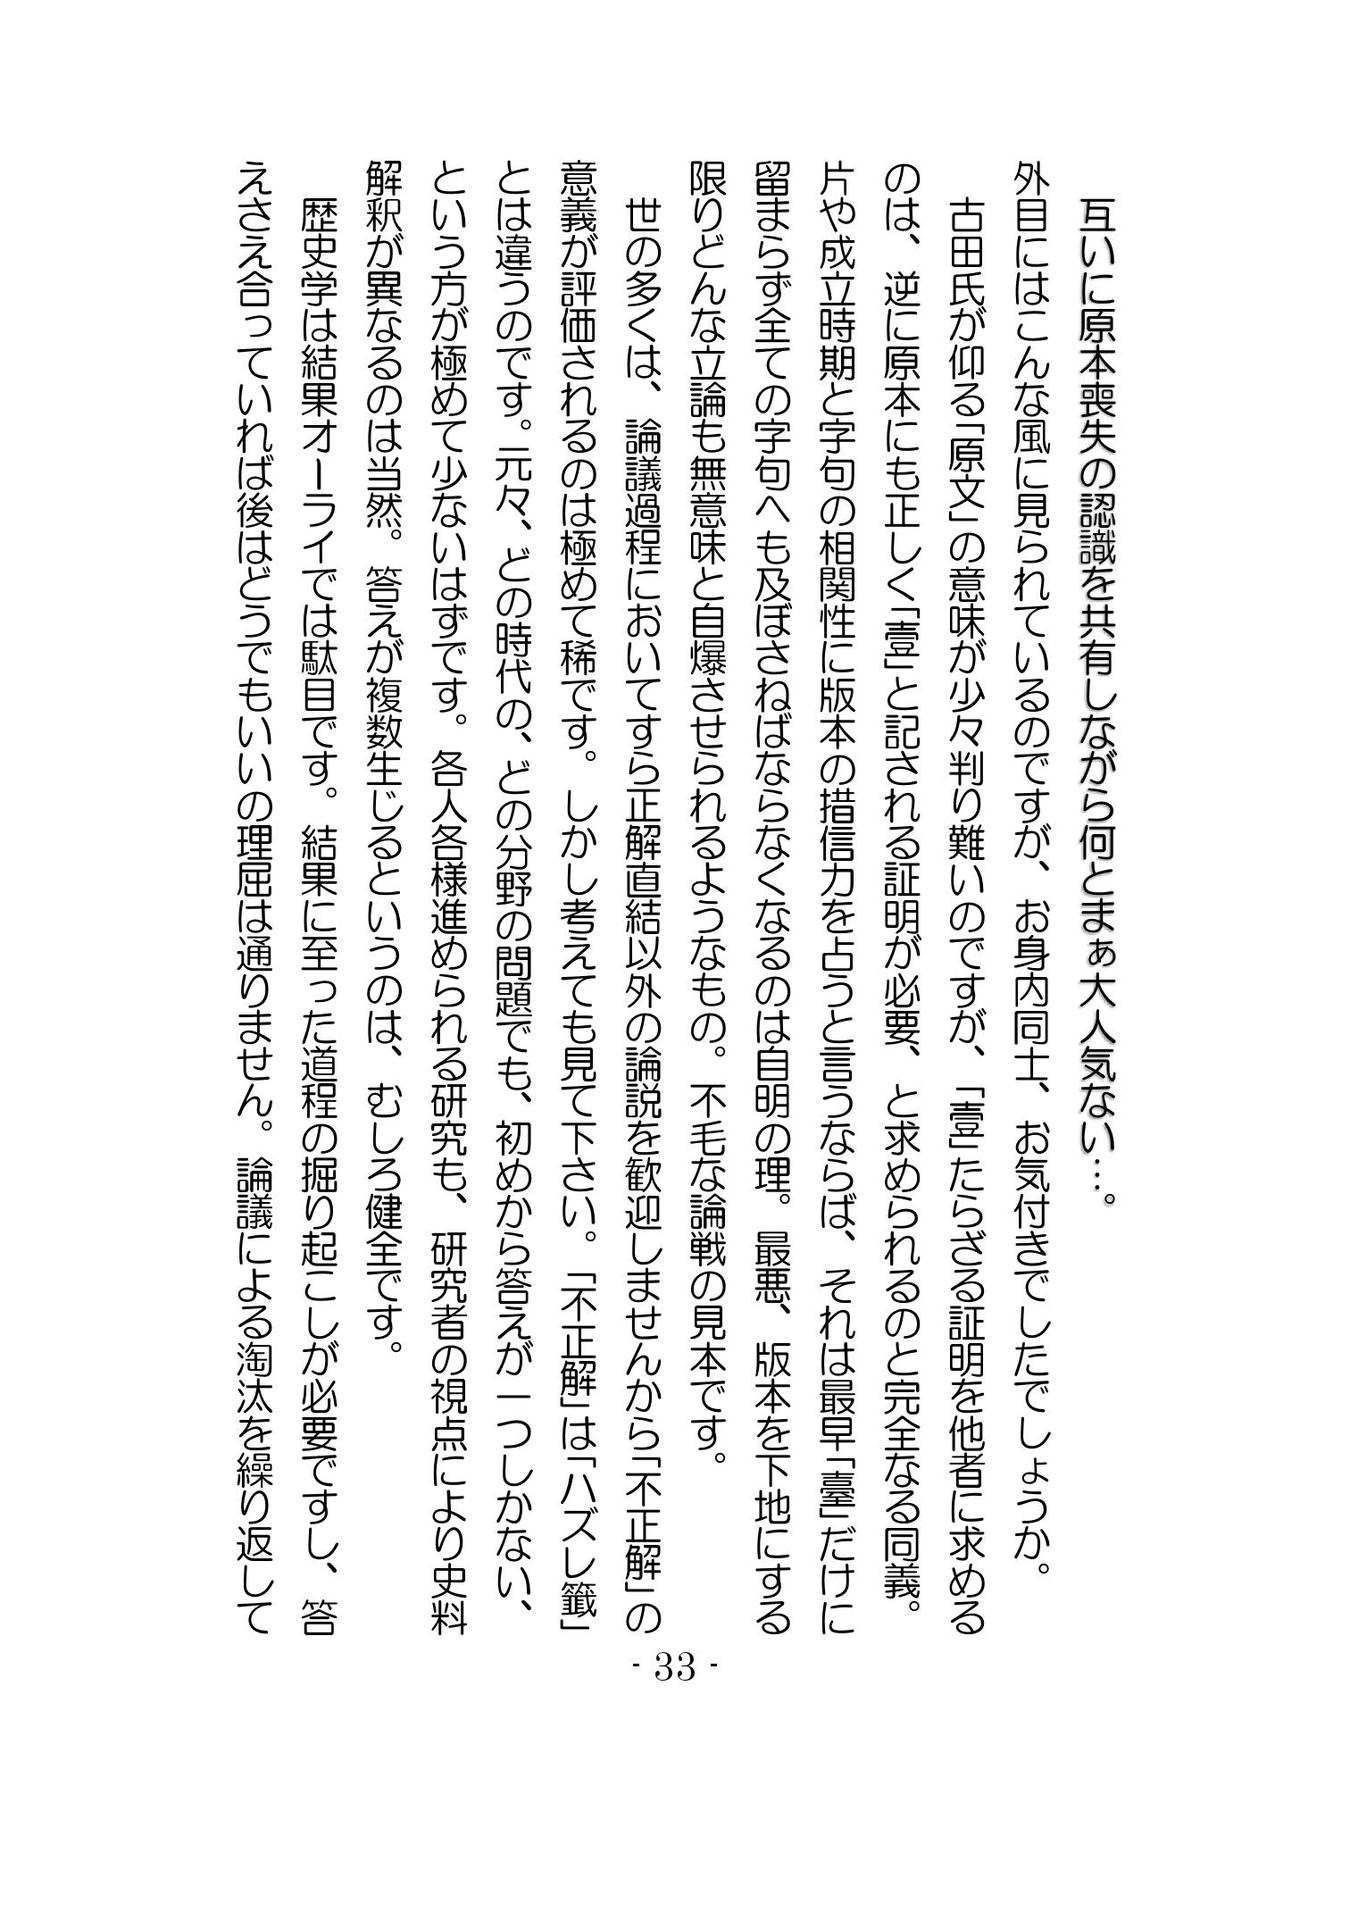 互いに原本喪失の認識を共有しながら何とまぁ大人気ない…。
外目にはこんな風に見られているのですが、お身内同士、お気付きでしたでしょうか。
古田氏が仰る「原文」の意味が少々判り難いのですが、「壹」たらざる証明を他者に求める
のは、逆に原本にも正しく「壹」と記される証明が必要、と求められるのと完全なる同義。
片や成立時期と字句の相関性に版本の措信力を占うと言うならば、それは最早「臺」だけに
留まらず全ての字句へも及ぼさねばならなくなるのは自明の理。最悪、版本を下地にする
限りどんな立論も無意味と自爆させられるようなもの。不毛な論戦の見本です。
世の多くは、論議過程においてすら正解直結以外の論説を歓迎しませんから「不正解」の
意義が評価されるのは極めて稀です。しかし考えても見て下さい。「不正解」は「ハズレ籤」
とは違うのです。元々、どの時代の、どの分野の問題でも、初めから答えが一つしかない、
という方が極めて少ないはずです。各人各様進められる研究も、研究者の視点により史料
解釈が異なるのは当然。答えが複数生じるというのは、むしろ健全です。
歴史学は結果オーライでは駄目です。結果に至った道程の掘り起こしが必要ですし、答
えさえ合っていれば後はどうでもいいの理屈は通りません。論議による淘汰を繰り返して
- 33 -